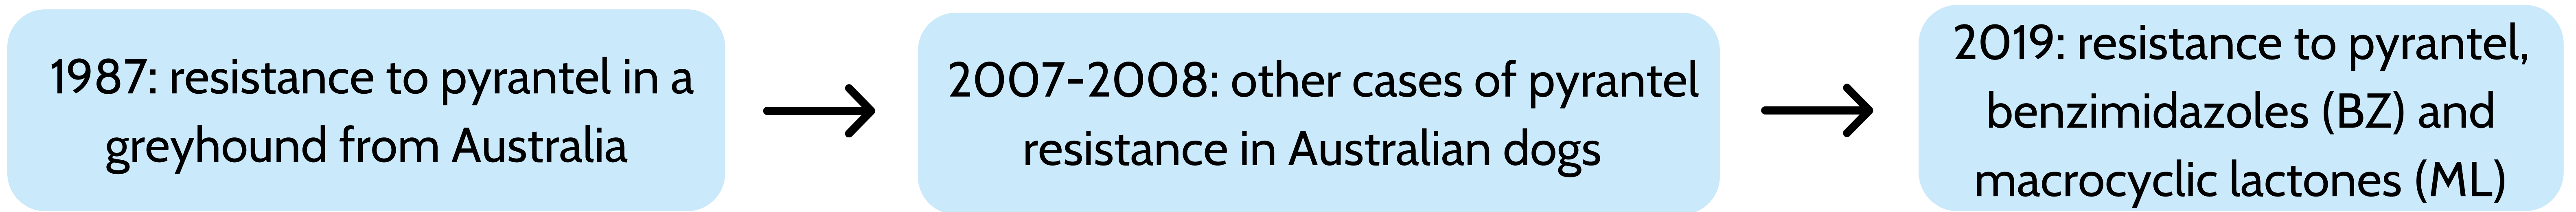 1987: resistance to pyrantel in a
greyhound from Australia
2007-2008: other cases of pyrantel
resistance in Australian dogs
2019: resistance to pyrantel,
benzimidazoles (BZ) and
macrocyclic lactones (ML)